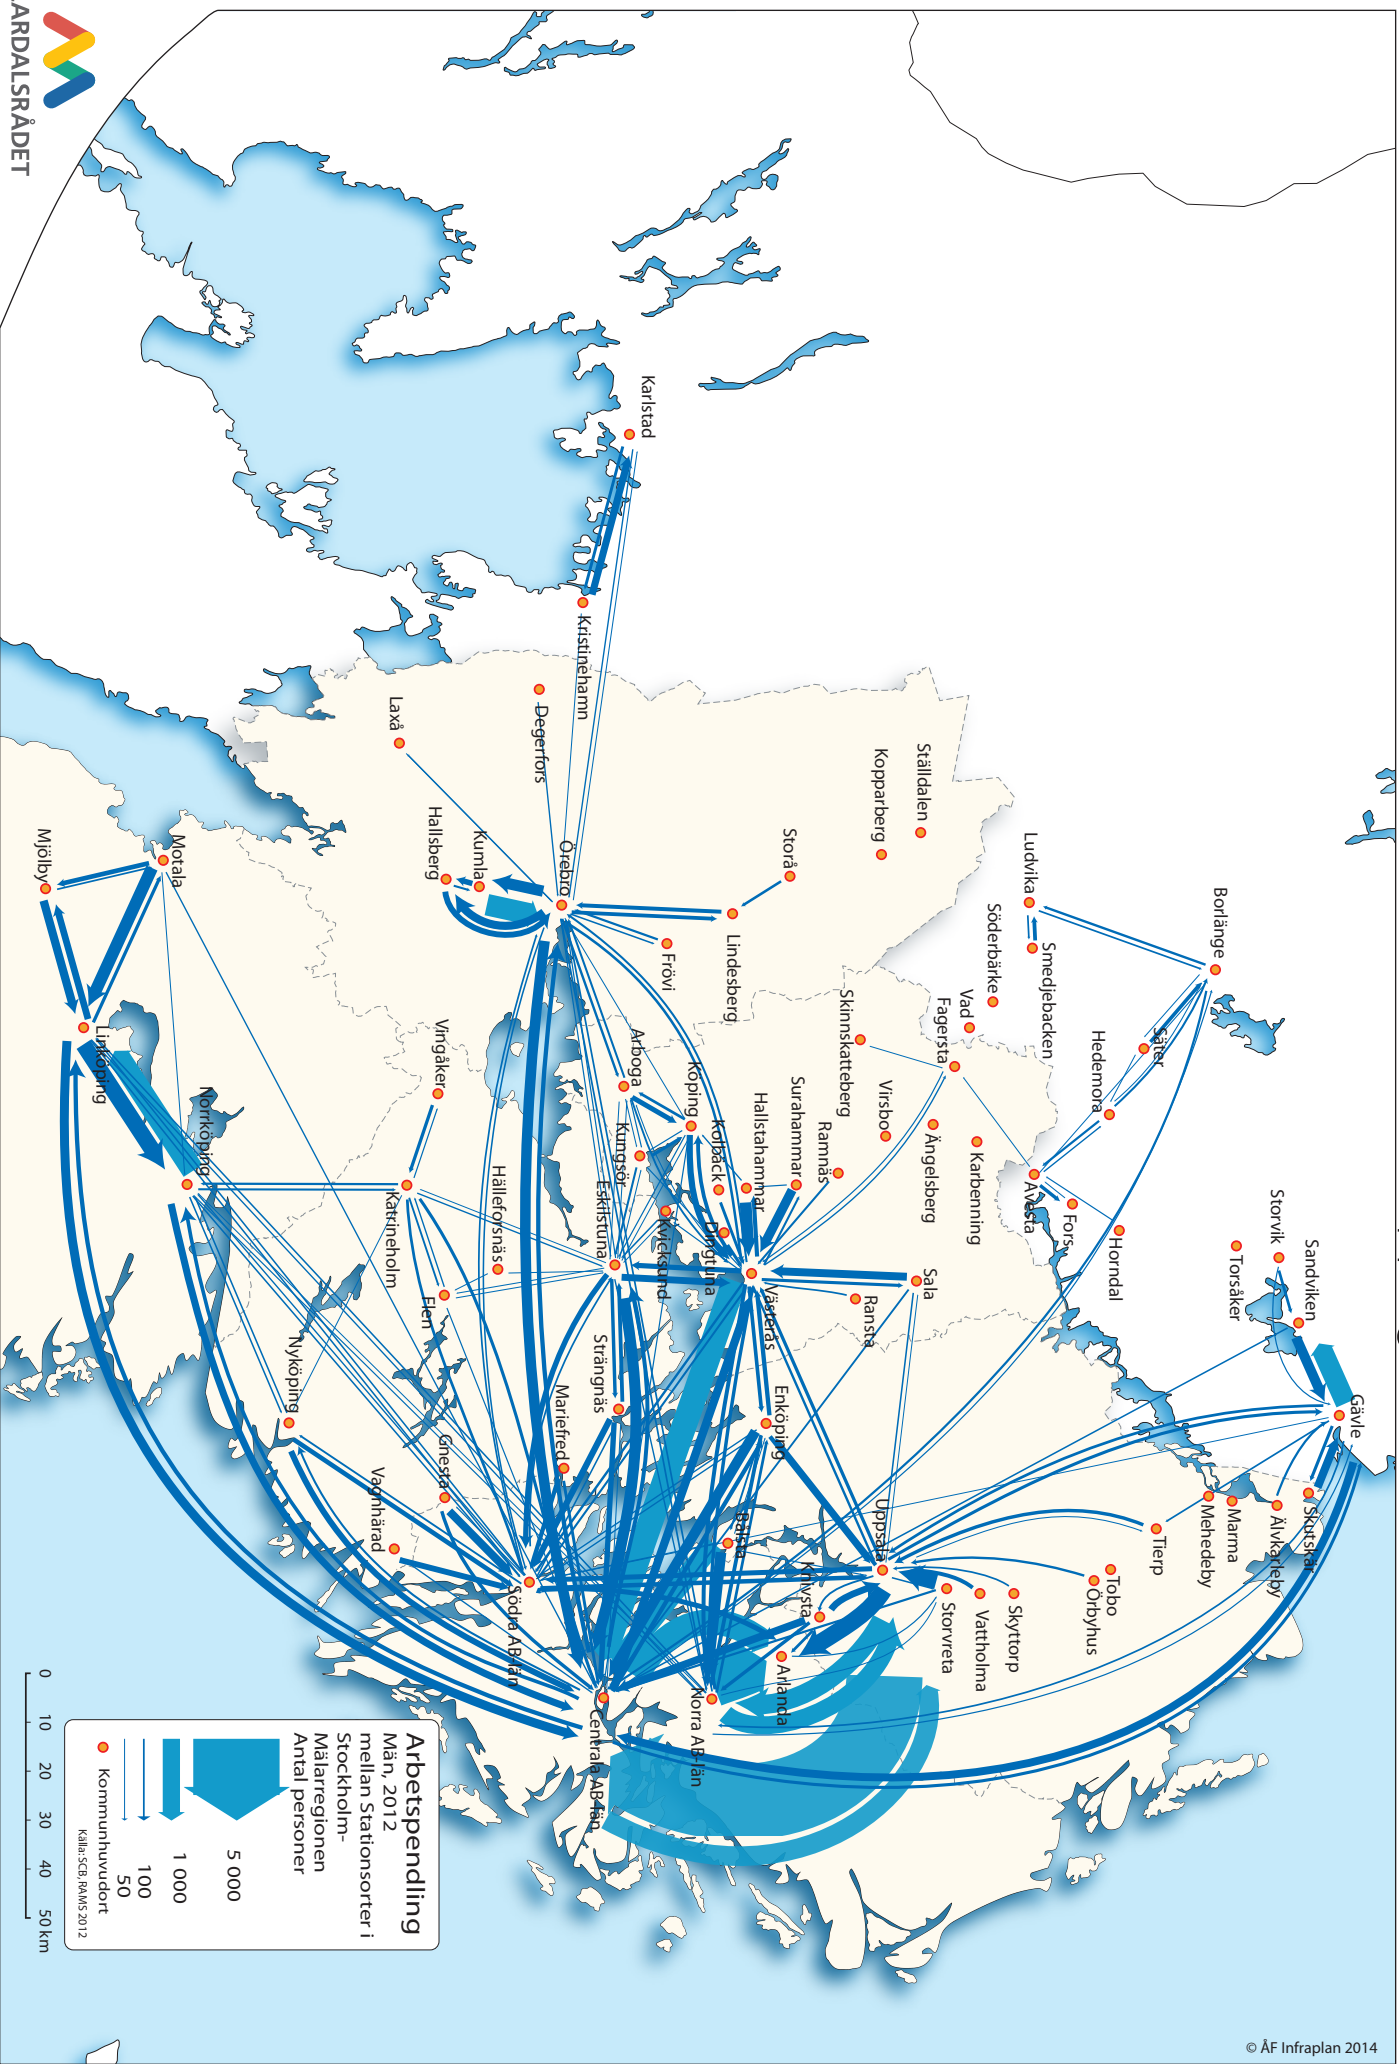 ARDALSRÅDET
Karlstad
Kristinehamn
Degerfors
Laxå
Ställdalen
Kopparberg
Storå
Hallsberg
Kumla
Örebro
Lindesberg
Frövi
Motala
Mjölby
Linköping
Norrköping
Vingåker
Katrineholm
Hälleforsnäs
Flen
Nyköping
Gnesta
Vagnhärad
Ludvika
Smedjebacken
Söderbärke
Borlänge
Säter
Hedemora
Vad
Fagersta
Skinnskatteberg
Virsbo
Ängelsberg
Karbenning
Avesta
Fors
Horndal
Arboga
Köping
Kungsör
Kolbäck
Hallstahammar
Surahammar
Ramnäs
Eskilstuna
Kvicksund
Dingtuna
Västerås
Sala
Ransta
Strängnäs
Mariefred
Enköping
Bålsta
Knivsta
Uppsala
Storvik
Sandviken
Torsåker
Gävle
Skutskär
Älvkarleby
Marma
Mehedeby
Tierp
Tobo
Örbyhus
Skyttorp
Vattholma
Storvreta
Arlanda
Norra AB-län
Södra AB-län
Centrala AB-län
Arbetspendling
Män, 2012
mellan Stationsorter i
Stockholm-
Mälarregionen
Antal personer
5 000
1 000
100
50
Kommunhuvudort
Källa: SCB, RAMS 2012
0 10 20 30 40 50 km
© ÅF Infraplan 2014